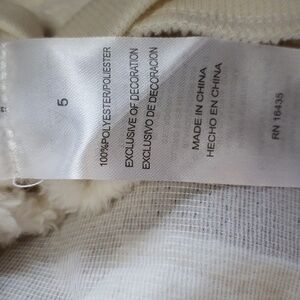 5
100%POLYESTER/POLIESTER
EXCLUSIVE OF DECORATION
EXCLUSIVO DE DECORACION
MADE IN CHINA
HECHO EN CHINA
RN 16435